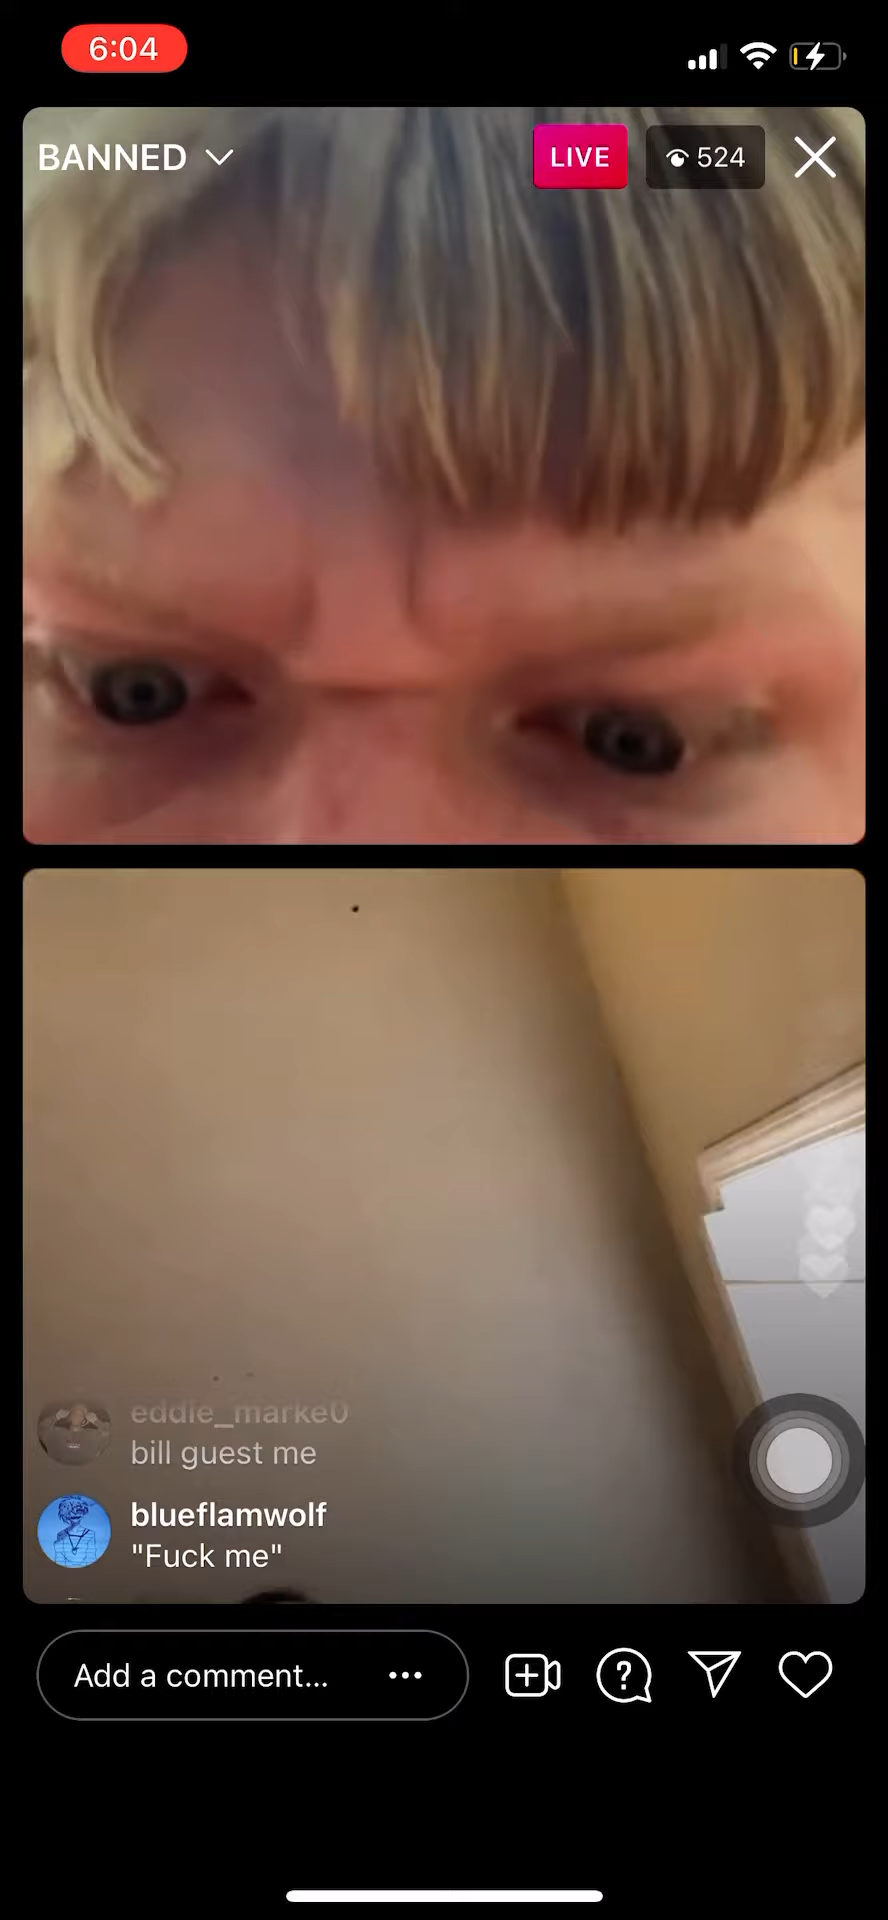 6:04
BANNED
LIVE
524
eddie_marke0
bill guest me
blueflamwolf
"Fuck me"
Add a comment...